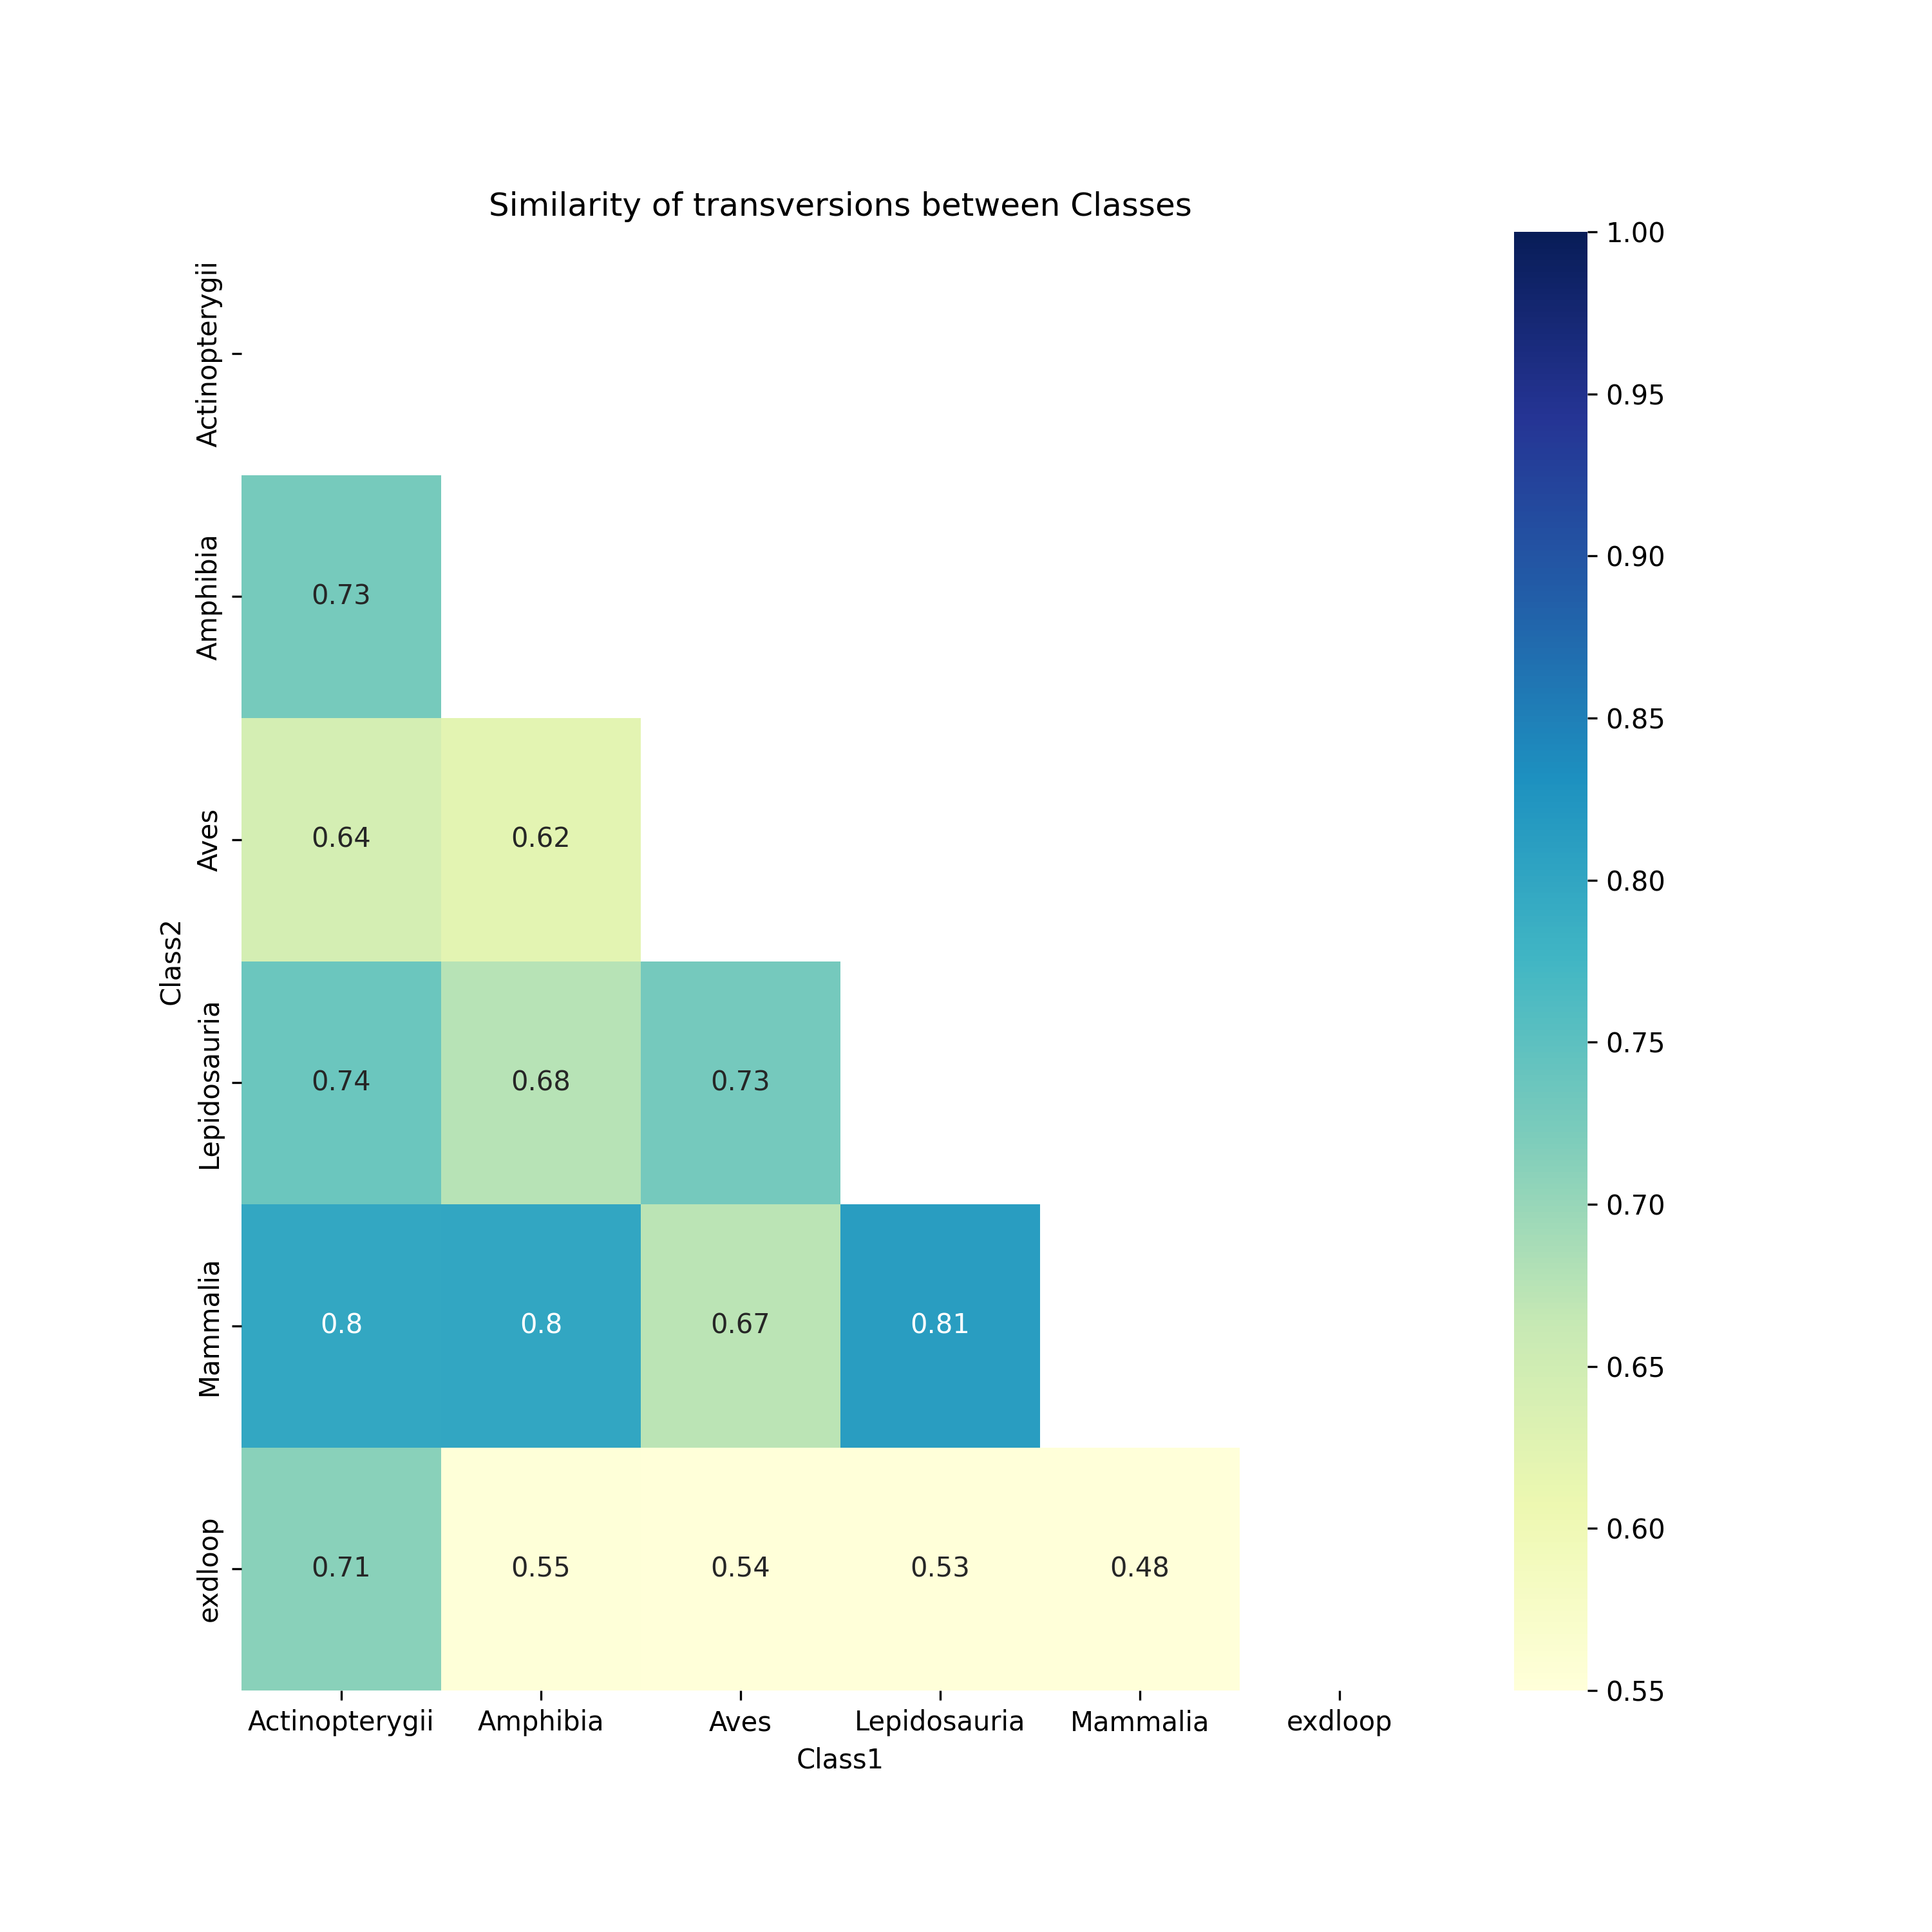 Similarity of transversions between Classes
1.00
Actinopterygii
0.95
0.90
Amphibia
0.73
0.85
Aves
0.64 0.62
0.80
Class2
0.75
Lepidosauria
0.74 0.68 0.73
0.70
Mammalia
0.8 0.8 0.67 0.81
0.65
0.60
exdloop
0.71 0.55 0.54 0.53 0.48
0.55
Actinopterygii Amphibia Aves Lepidosauria Mammalia exdloop
Class1